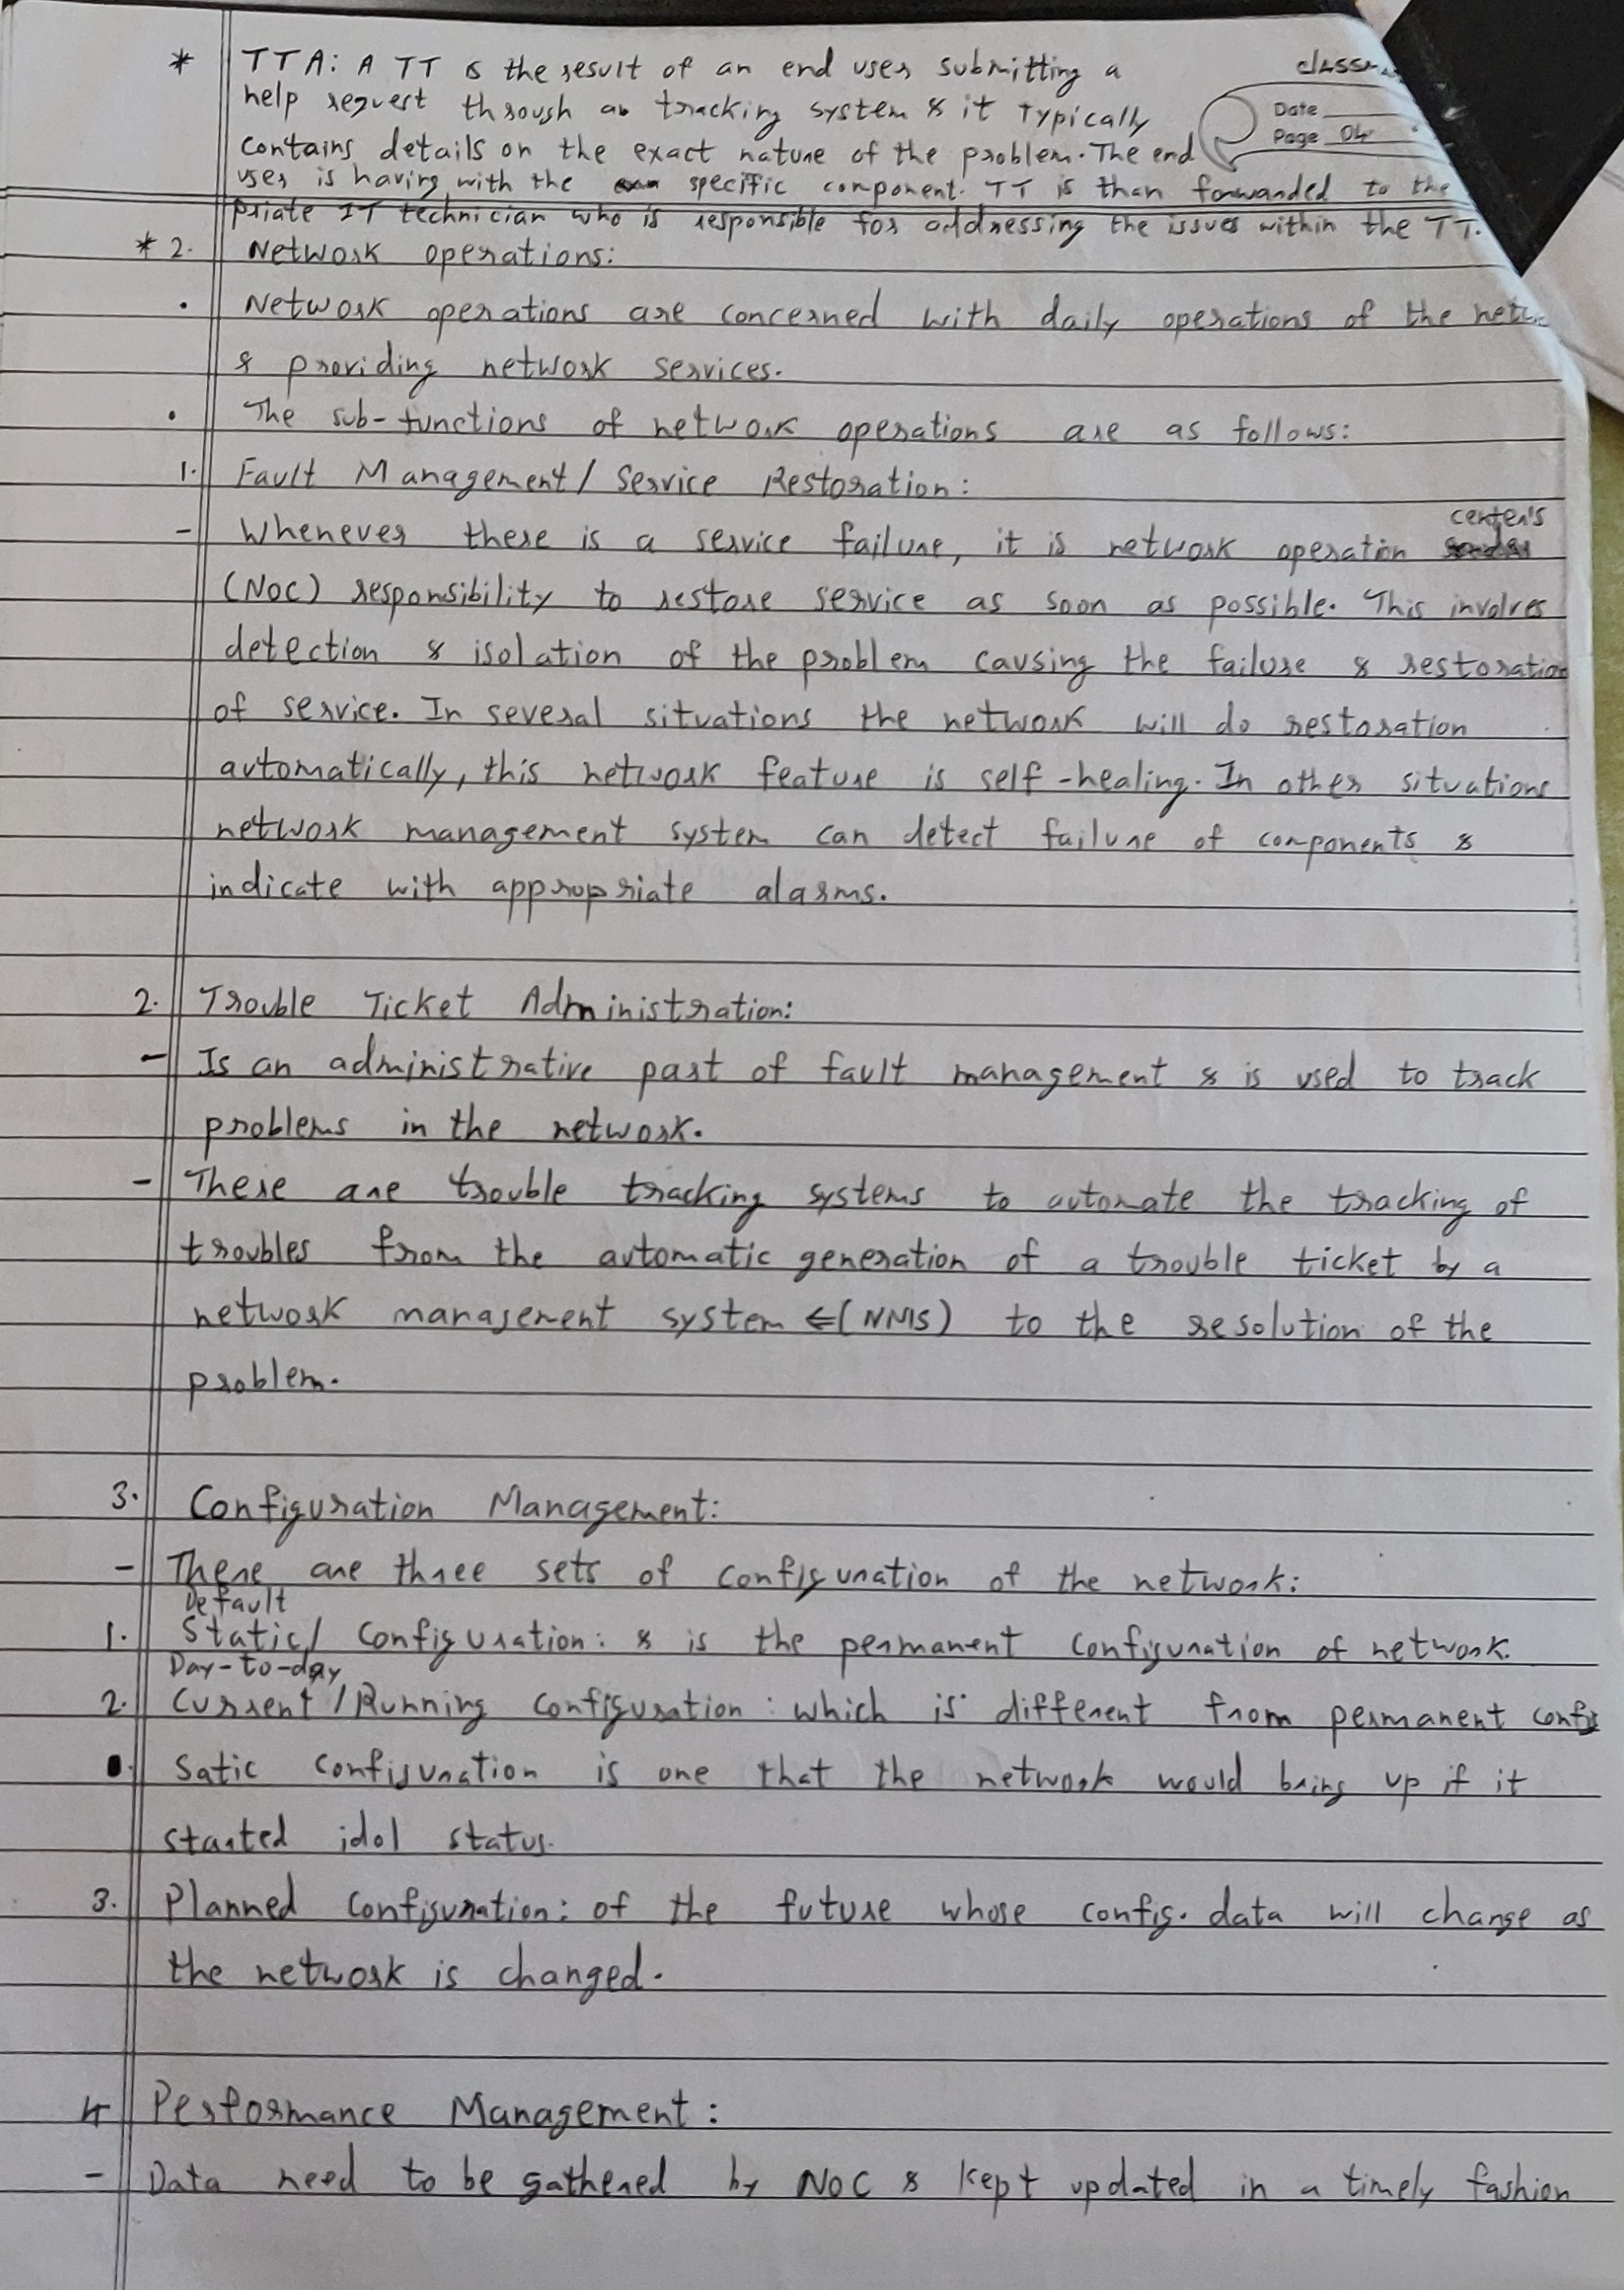 * TTA: A TT is the result of an end user submitting a
help request through a tracking system & it typically
contains details on the exact nature of the problem. The end
user is having with the specific component. TT is than forwarded to the
priate IT technician who is responsible for addressing the issues within the TT.
Date
Page 04
* 2. Network operations:
• Network operations are concerned with daily operations of the
& providing network services.
• The sub-functions of network operations are as follows:
1. Fault Management / Service Restoration:
center's
- Whenever there is a service failure, it is network operation
(NOC) responsibility to restore service as soon as possible. This involves
detection & isolation of the problem causing the failure & restoration
of service. In several situations the network will do restoration
automatically, this network feature is self-healing. In other situations
network management system can detect failure of components &
indicate with appropriate alarms.
2. Trouble Ticket Administration:
- Is an administrative part of fault management & is used to track
problems in the network.
- There are trouble tracking systems to automate the tracking of
troubles from the automatic generation of a trouble ticket by a
network management system (NMS) to the resolution of the
problem.
3. Configuration Management:
- There are three sets of configuration of the network:
Default
1. Static / Configuration: & is the permanent configuration of network.
Day-to-day
2. Current / Running configuration: which is different from permanent config
• Satic configuration is one that the network would bring up if it
started idol status.
3. Planned configuration: of the future whose config. data will change as
the network is changed.
4 Performance Management:
- Data need to be gathered by NOC & kept updated in a timely fashion